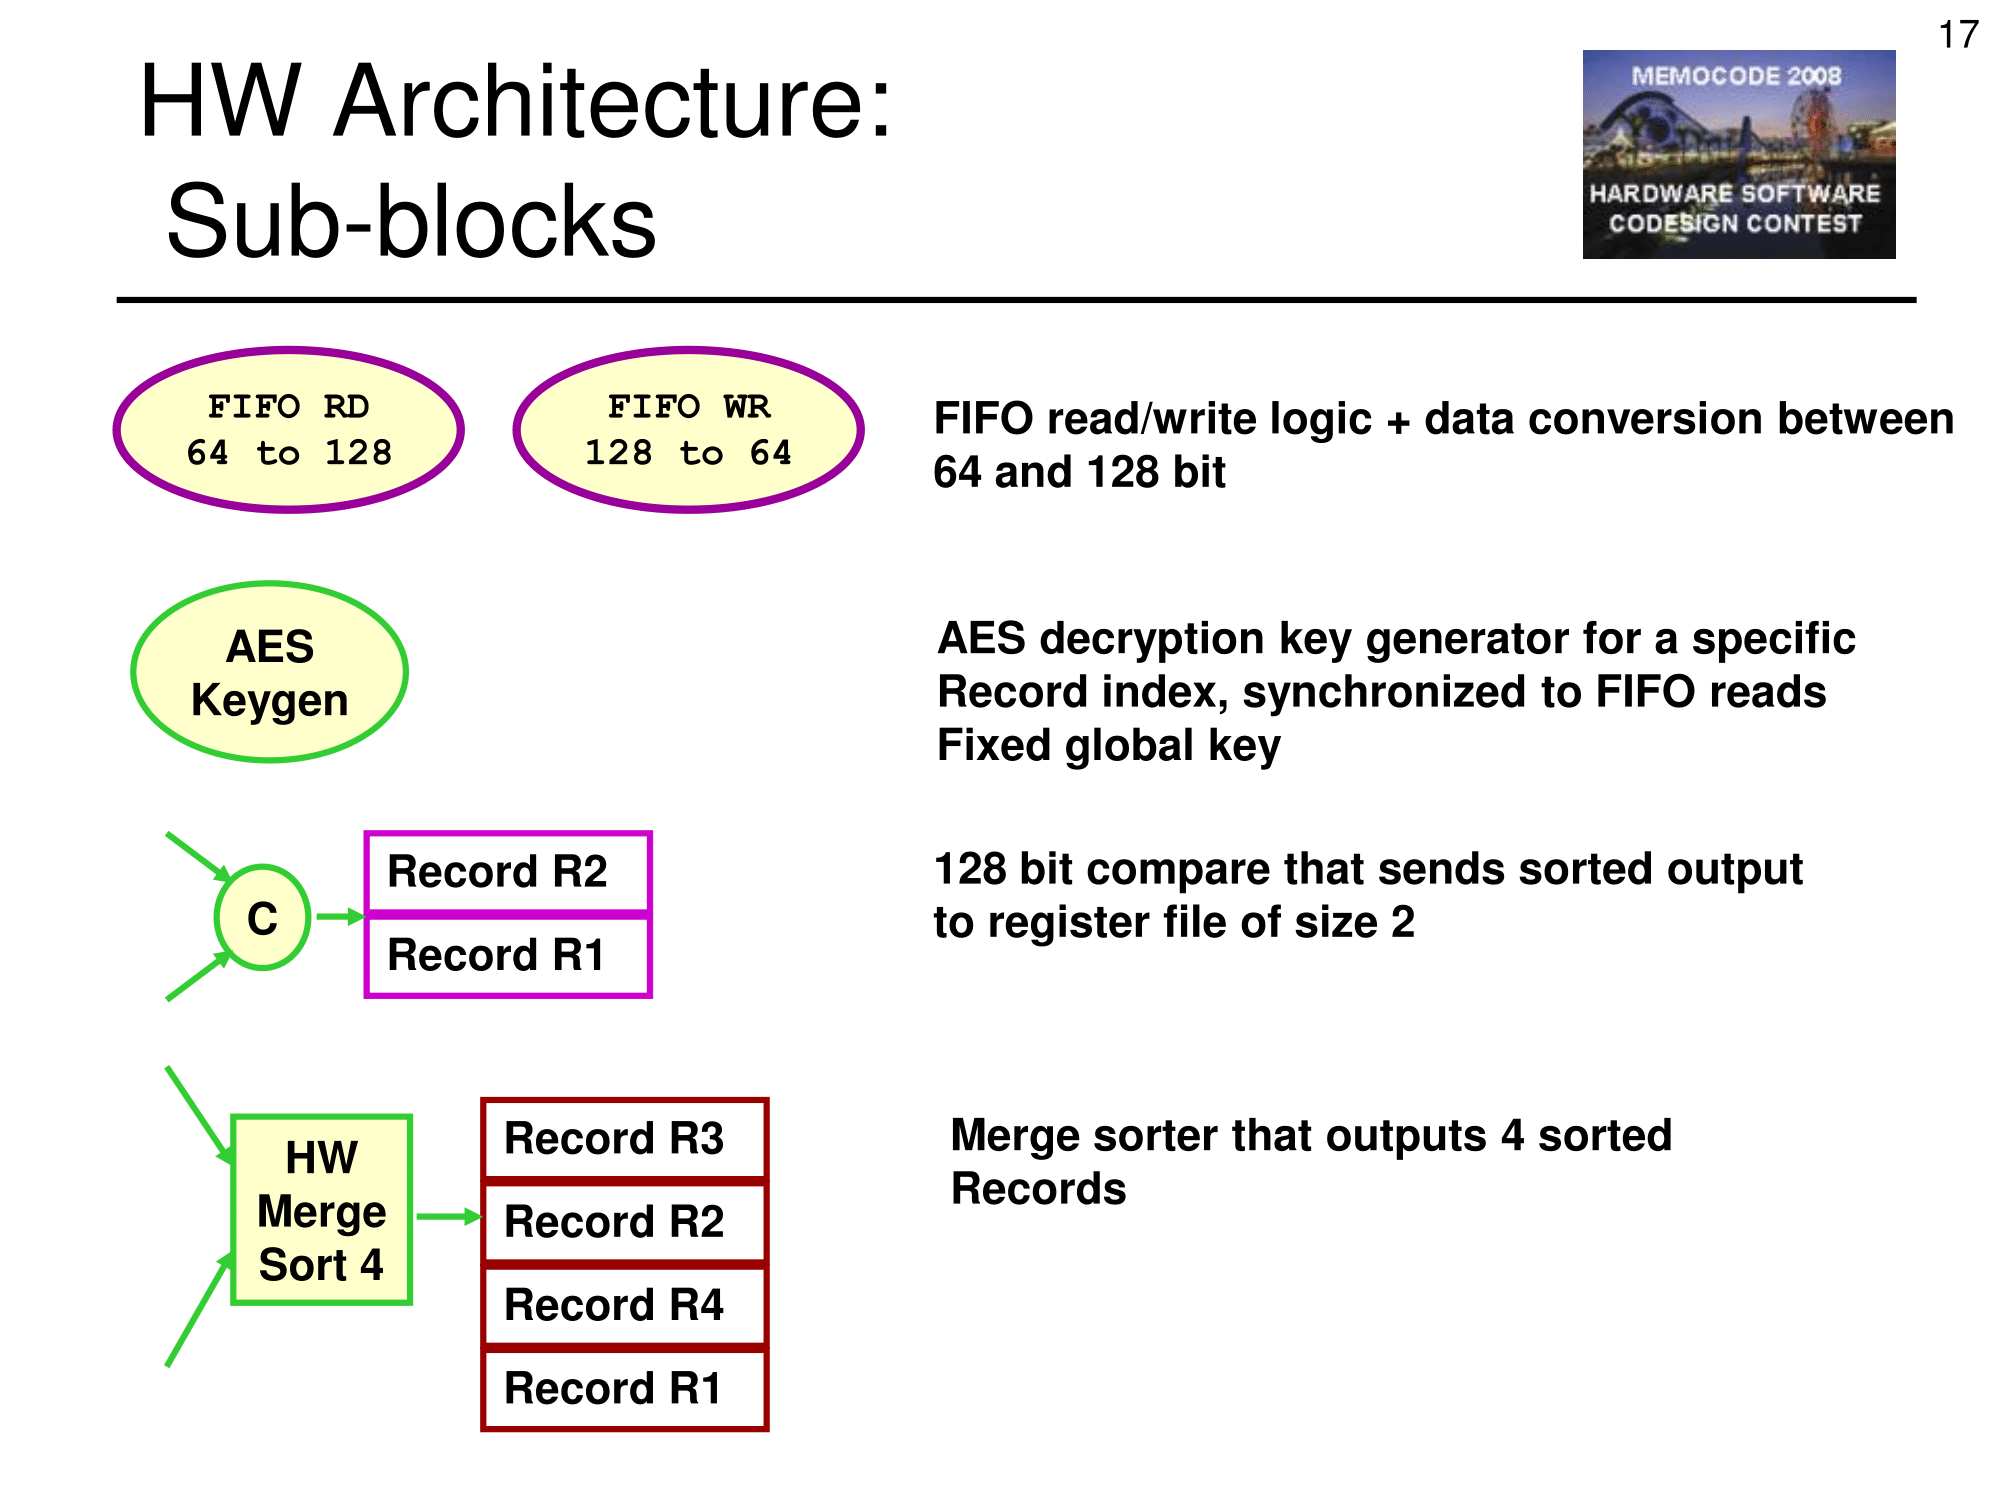 17
HW Architecture:
Sub-blocks
MEMOCODE 2008
HARDWARE SOFTWARE
CODESIGN CONTEST
FIFO RD
64 to 128
FIFO WR
128 to 64
FIFO read/write logic + data conversion between
64 and 128 bit
AES
Keygen
AES decryption key generator for a specific
Record index, synchronized to FIFO reads
Fixed global key
C
Record R2
Record R1
128 bit compare that sends sorted output
to register file of size 2
HW
Merge
Sort 4
Record R3
Record R2
Record R4
Record R1
Merge sorter that outputs 4 sorted
Records